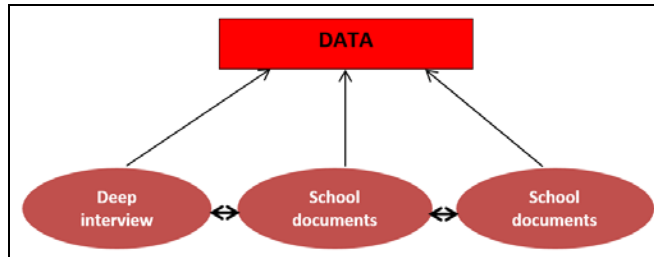 DATA
Deep
interview
School
documents
School
documents